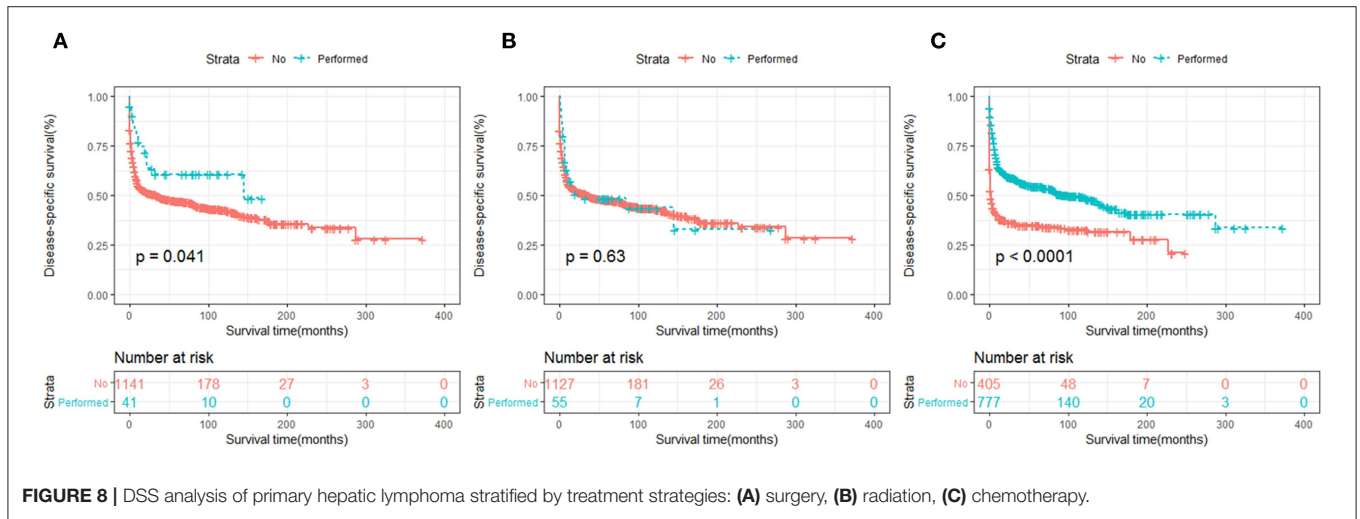 A
Strata No Performed
Disease-specific survival(%)
1.00
0.75
0.50
0.25
0.00
p = 0.041
0 100 200 300 400
Survival time(months)
Number at risk
Strata
No 1141 178 27 3 0
Performed 41 10 0 0 0
0 100 200 300 400
Survival time(months)
B
Strata No Performed
Disease-specific survival(%)
1.00
0.75
0.50
0.25
0.00
p = 0.63
0 100 200 300 400
Survival time(months)
Number at risk
Strata
No 1127 181 26 3 0
Performed 55 7 1 0 0
0 100 200 300 400
Survival time(months)
C
Strata No Performed
Disease-specific survival(%)
1.00
0.75
0.50
0.25
0.00
p < 0.0001
0 100 200 300 400
Survival time(months)
Number at risk
Strata
No 405 48 7 0 0
Performed 777 140 20 3 0
0 100 200 300 400
Survival time(months)
FIGURE 8 | DSS analysis of primary hepatic lymphoma stratified by treatment strategies: (A) surgery, (B) radiation, (C) chemotherapy.